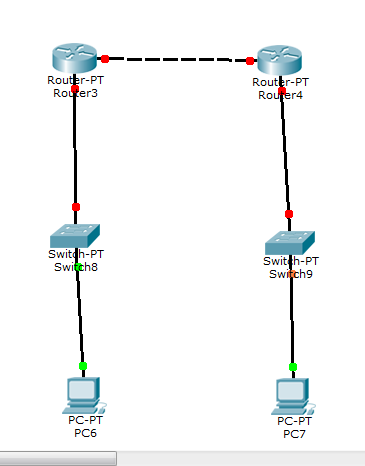 Router-PT
Router3
Router-PT
Router4
Switch-PT
Switch8
Switch-PT
Switch9
PC-PT
PC6
PC-PT
PC7